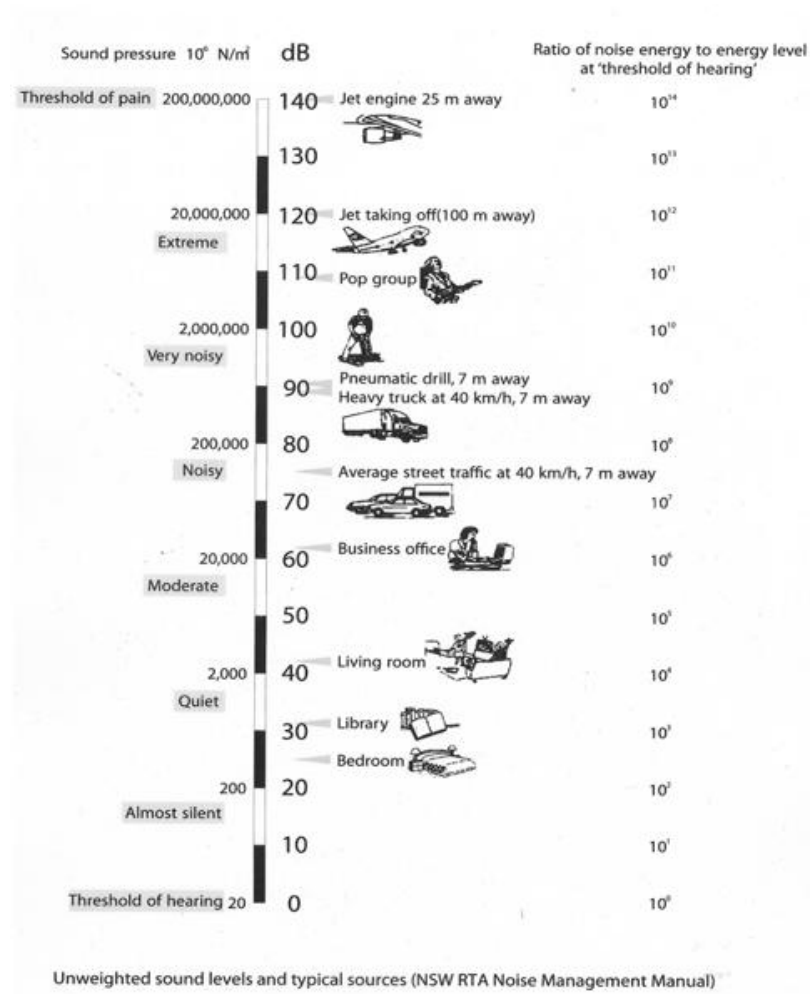 Sound pressure 10⁶ N/m² dB Ratio of noise energy to energy level
at ‘threshold of hearing’
Threshold of pain 200,000,000 140 Jet engine 25 m away 10¹⁴
130 10¹³
20,000,000 120 Jet taking off(100 m away) 10¹²
Extreme
110 Pop group 10¹¹
2,000,000 100 10¹⁰
Very noisy
Pneumatic drill, 7 m away
90 10⁹
Heavy truck at 40 km/h, 7 m away
200,000 80 10⁸
Noisy Average street traffic at 40 km/h, 7 m away
70 10⁷
Business office
20,000 60 10⁶
Moderate
50 10⁵
Living room
2,000 40 10⁴
Quiet
Library
30 10³
Bedroom
200 20 10²
Almost silent
10 10¹
Threshold of hearing 20 0 10⁰
Unweighted sound levels and typical sources (NSW RTA Noise Management Manual)